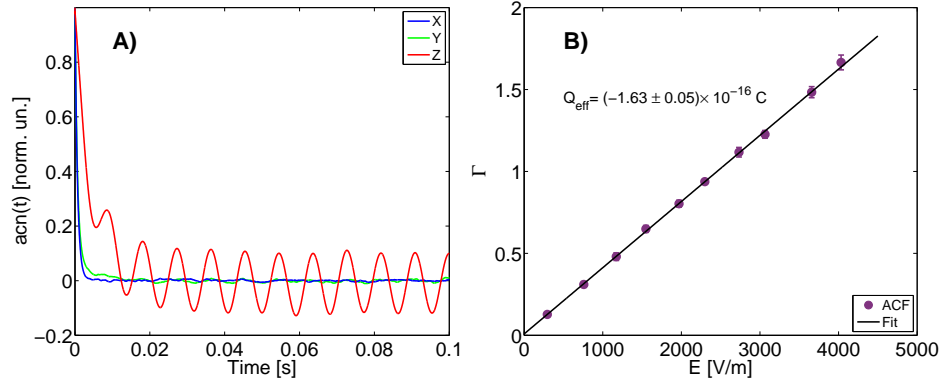 A)
X
Y
Z
acn(t) [norm. un.]
0.8
0.6
0.4
0.2
0
−0.2
0
0.02
0.04
0.06
0.08
0.1
Time [s]
B)
Q_eff= (−1.63 ± 0.05)× 10^−16 C
Γ
2
1.5
1
0.5
0
0
1000
2000
3000
4000
5000
E [V/m]
ACF
Fit